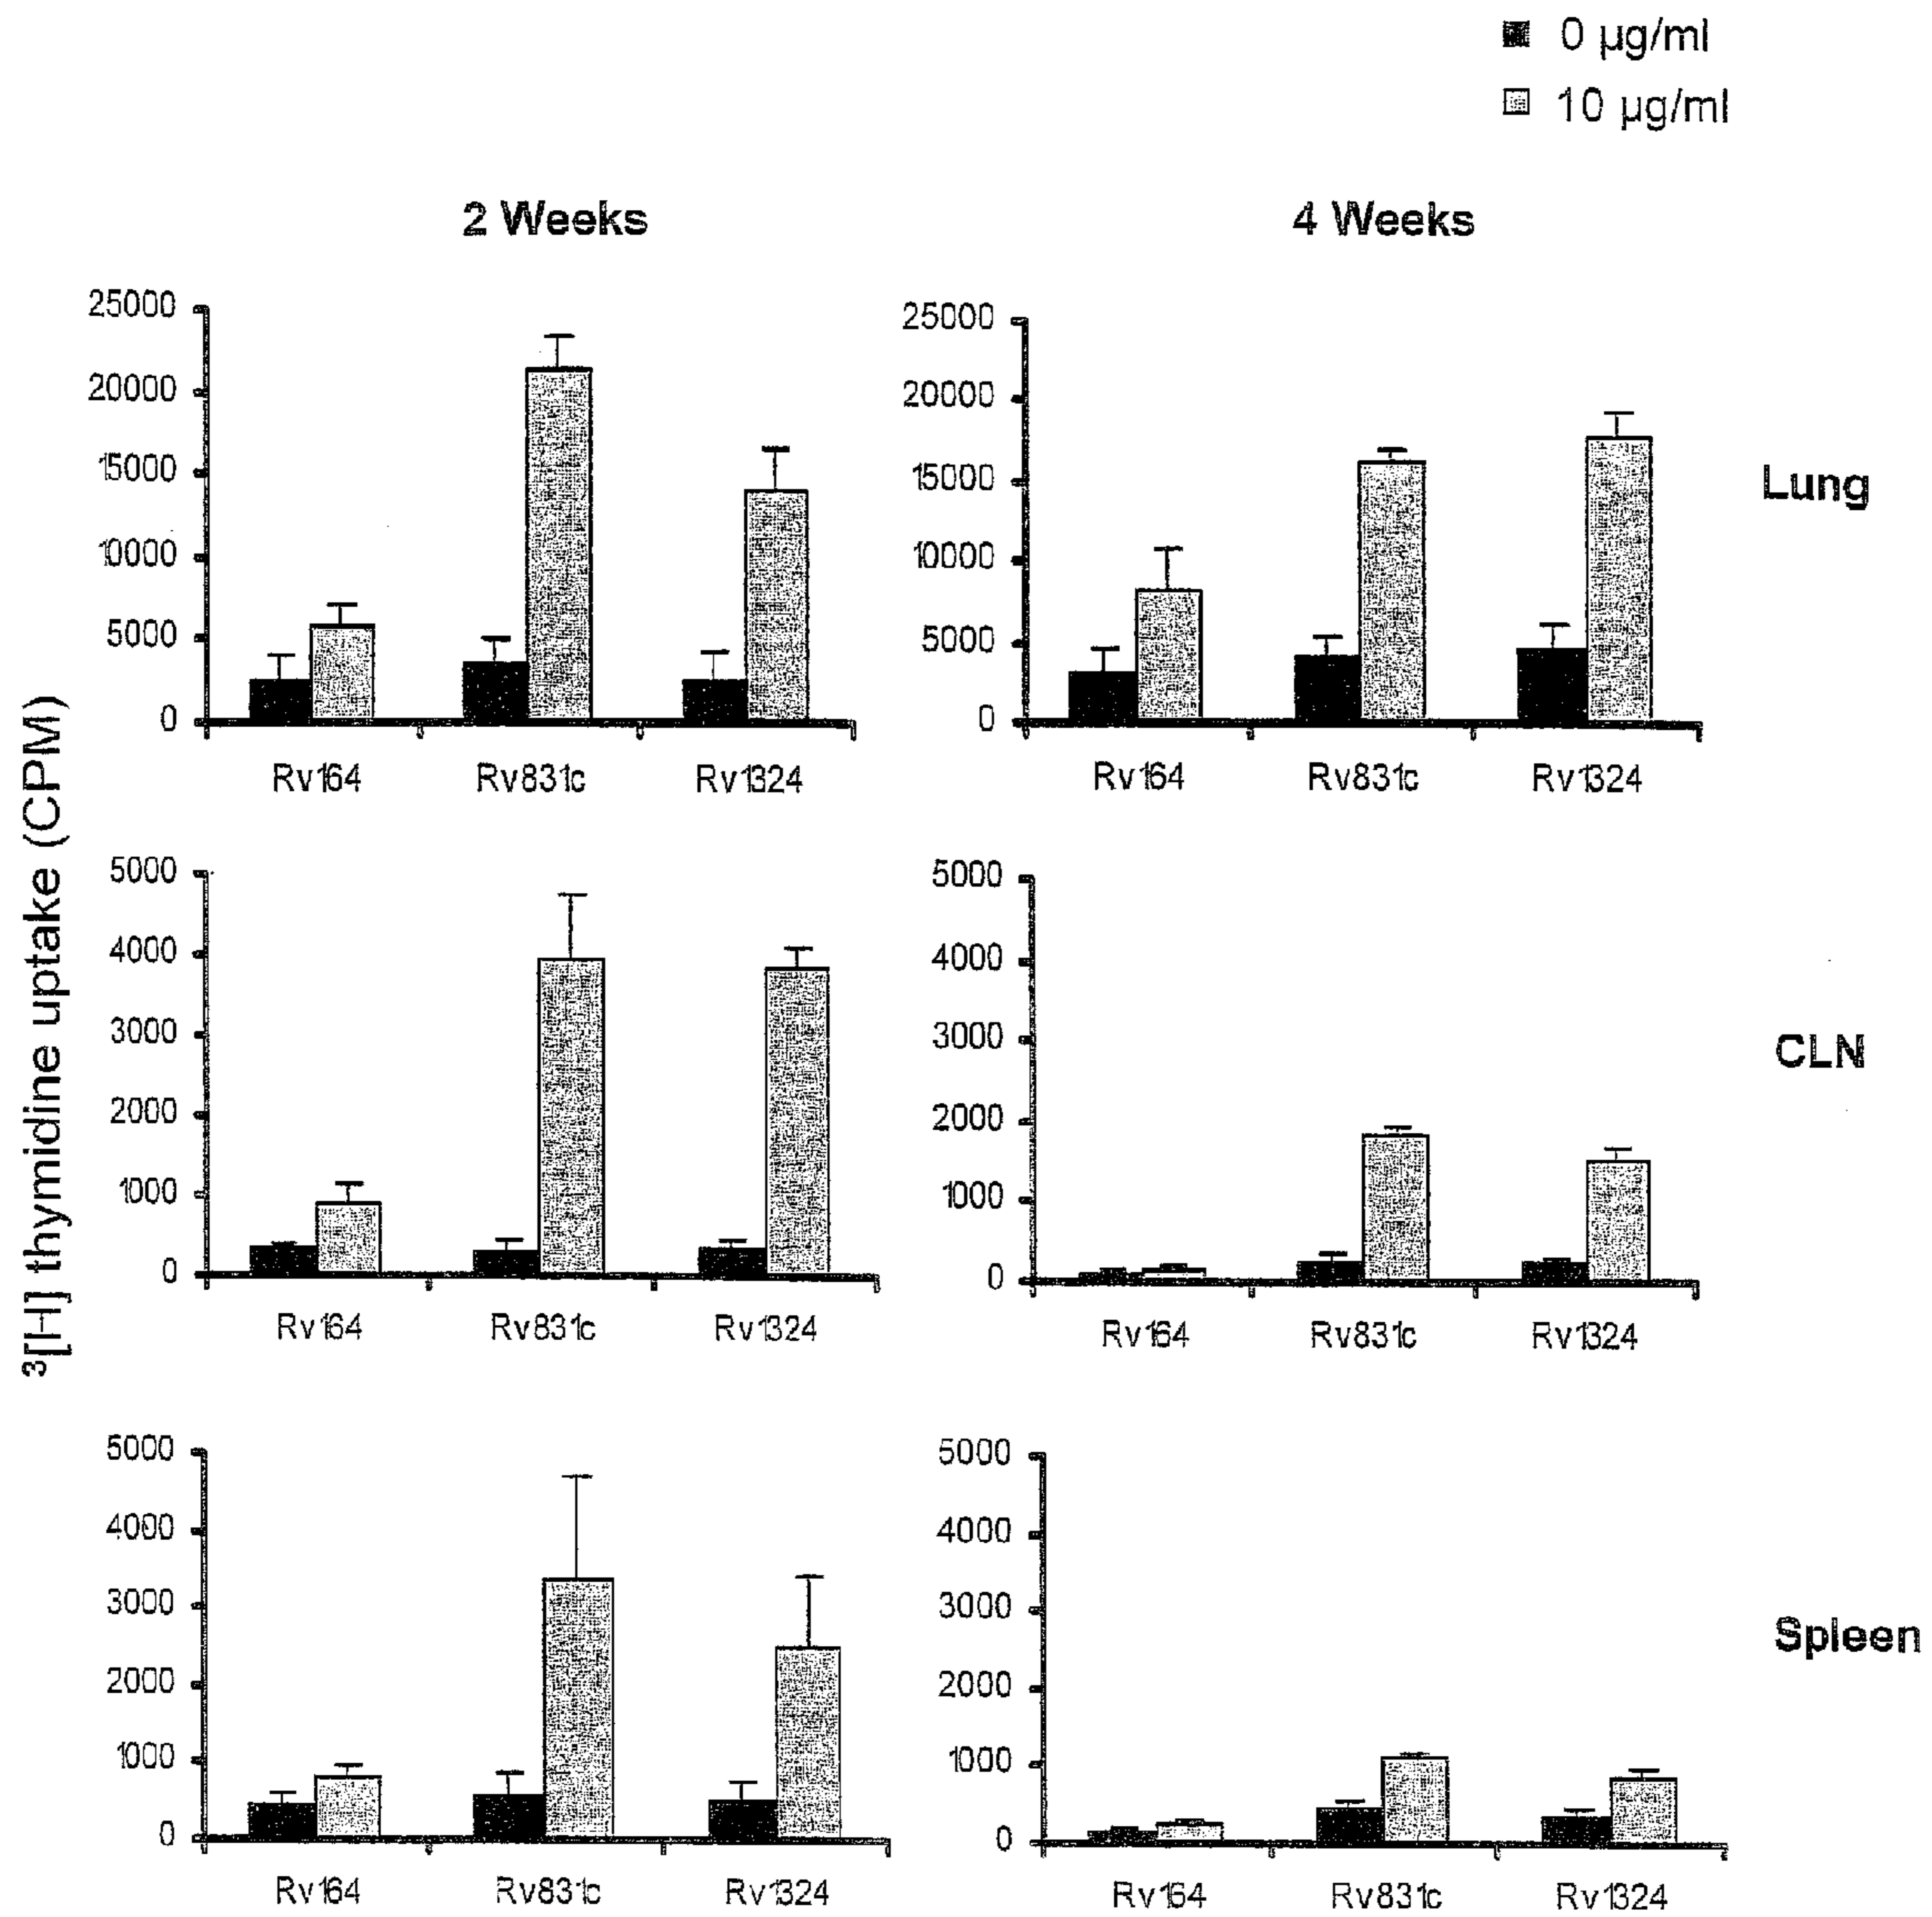 0 µg/ml
10 µg/ml
2 Weeks
4 Weeks
25000
20000
15000
10000
5000
0
Rv164
Rv831c
Rv1324
25000
20000
15000
10000
5000
0
Rv164
Rv831c
Rv1324
Lung
³[H] thymidine uptake (CPM)
5000
4000
3000
2000
1000
0
Rv164
Rv831c
Rv1324
5000
4000
3000
2000
1000
0
Rv164
Rv831c
Rv1324
CLN
5000
4000
3000
2000
1000
0
Rv164
Rv831c
Rv1324
5000
4000
3000
2000
1000
0
Rv164
Rv831c
Rv1324
Spleen